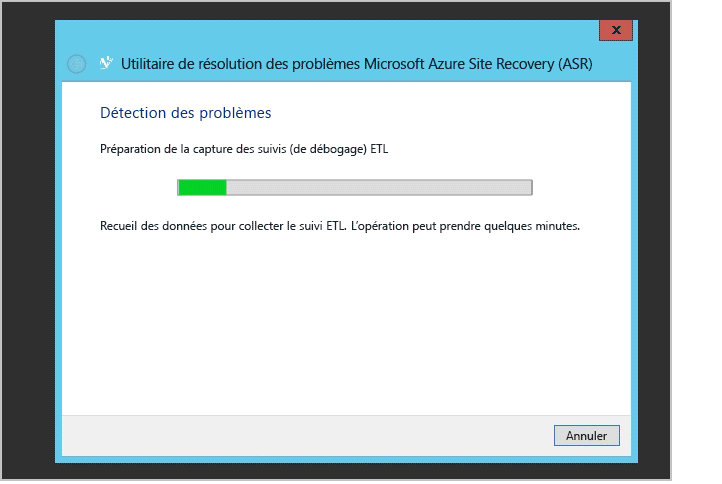 x
Utilitaire de résolution des problèmes Microsoft Azure Site Recovery (ASR)
Détection des problèmes
Préparation de la capture des suivis (de débogage) ETL
Recueil des données pour collecter le suivi ETL. L'opération peut prendre quelques minutes.
Annuler